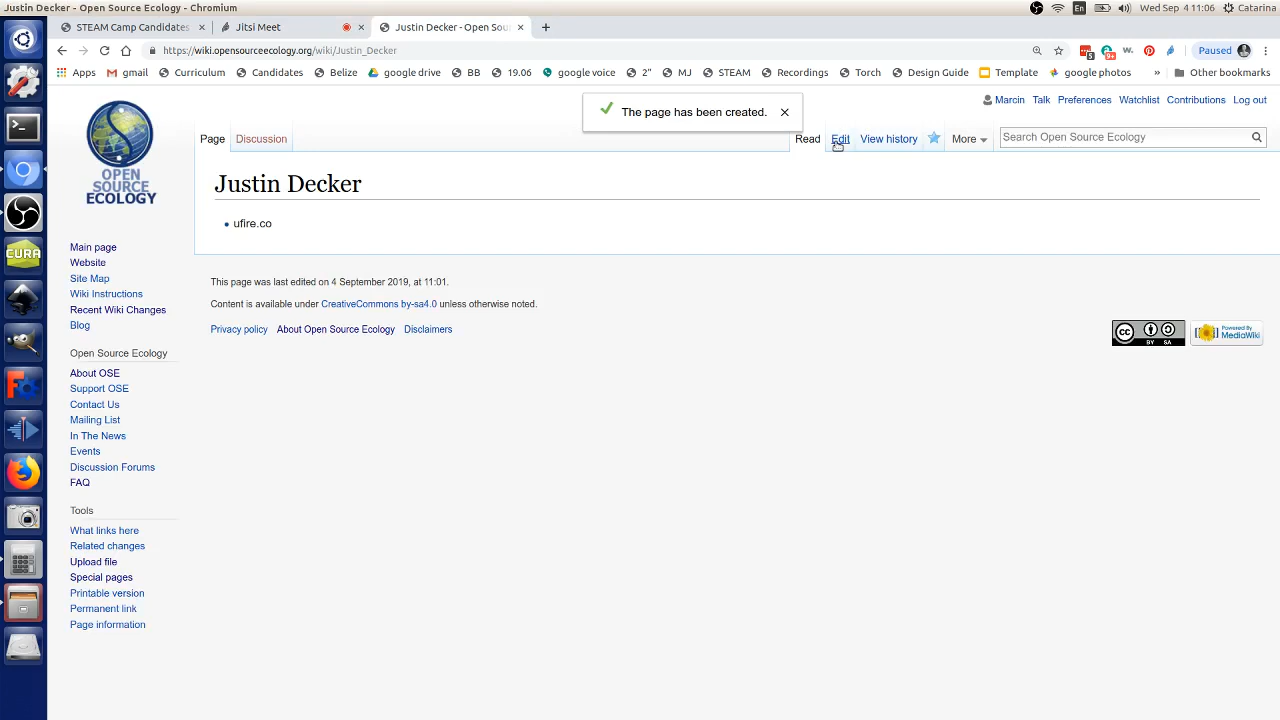 Justin Decker - Open Source Ecology - Chromium
En
Wed Sep 4 11:06
Catarina
STEAM Camp Candidates
Jitsi Meet
Justin Decker - Open Sou
https://wiki.opensourceecology.org/wiki/Justin_Decker
Paused
Apps
gmail
Curriculum
Candidates
Belize
google drive
BB
19.06
google voice
2"
MJ
STEAM
Recordings
Torch
Design Guide
Template
google photos
»
Other bookmarks
Marcin
Talk
Preferences
Watchlist
Contributions
Log out
The page has been created.
Page
Discussion
Read
Edit
View history
More
Search Open Source Ecology
OPEN
SOURCE
ECOLOGY
Justin Decker
ufire.co
This page was last edited on 4 September 2019, at 11:01.
Content is available under CreativeCommons by-sa4.0 unless otherwise noted.
Privacy policy
About Open Source Ecology
Disclaimers
CC
BY SA
Powered By
MediaWiki
Main page
Website
Site Map
Wiki Instructions
Recent Wiki Changes
Blog
Open Source Ecology
About OSE
Support OSE
Contact Us
Mailing List
In The News
Events
Discussion Forums
FAQ
Tools
What links here
Related changes
Upload file
Special pages
Printable version
Permanent link
Page information
CURA